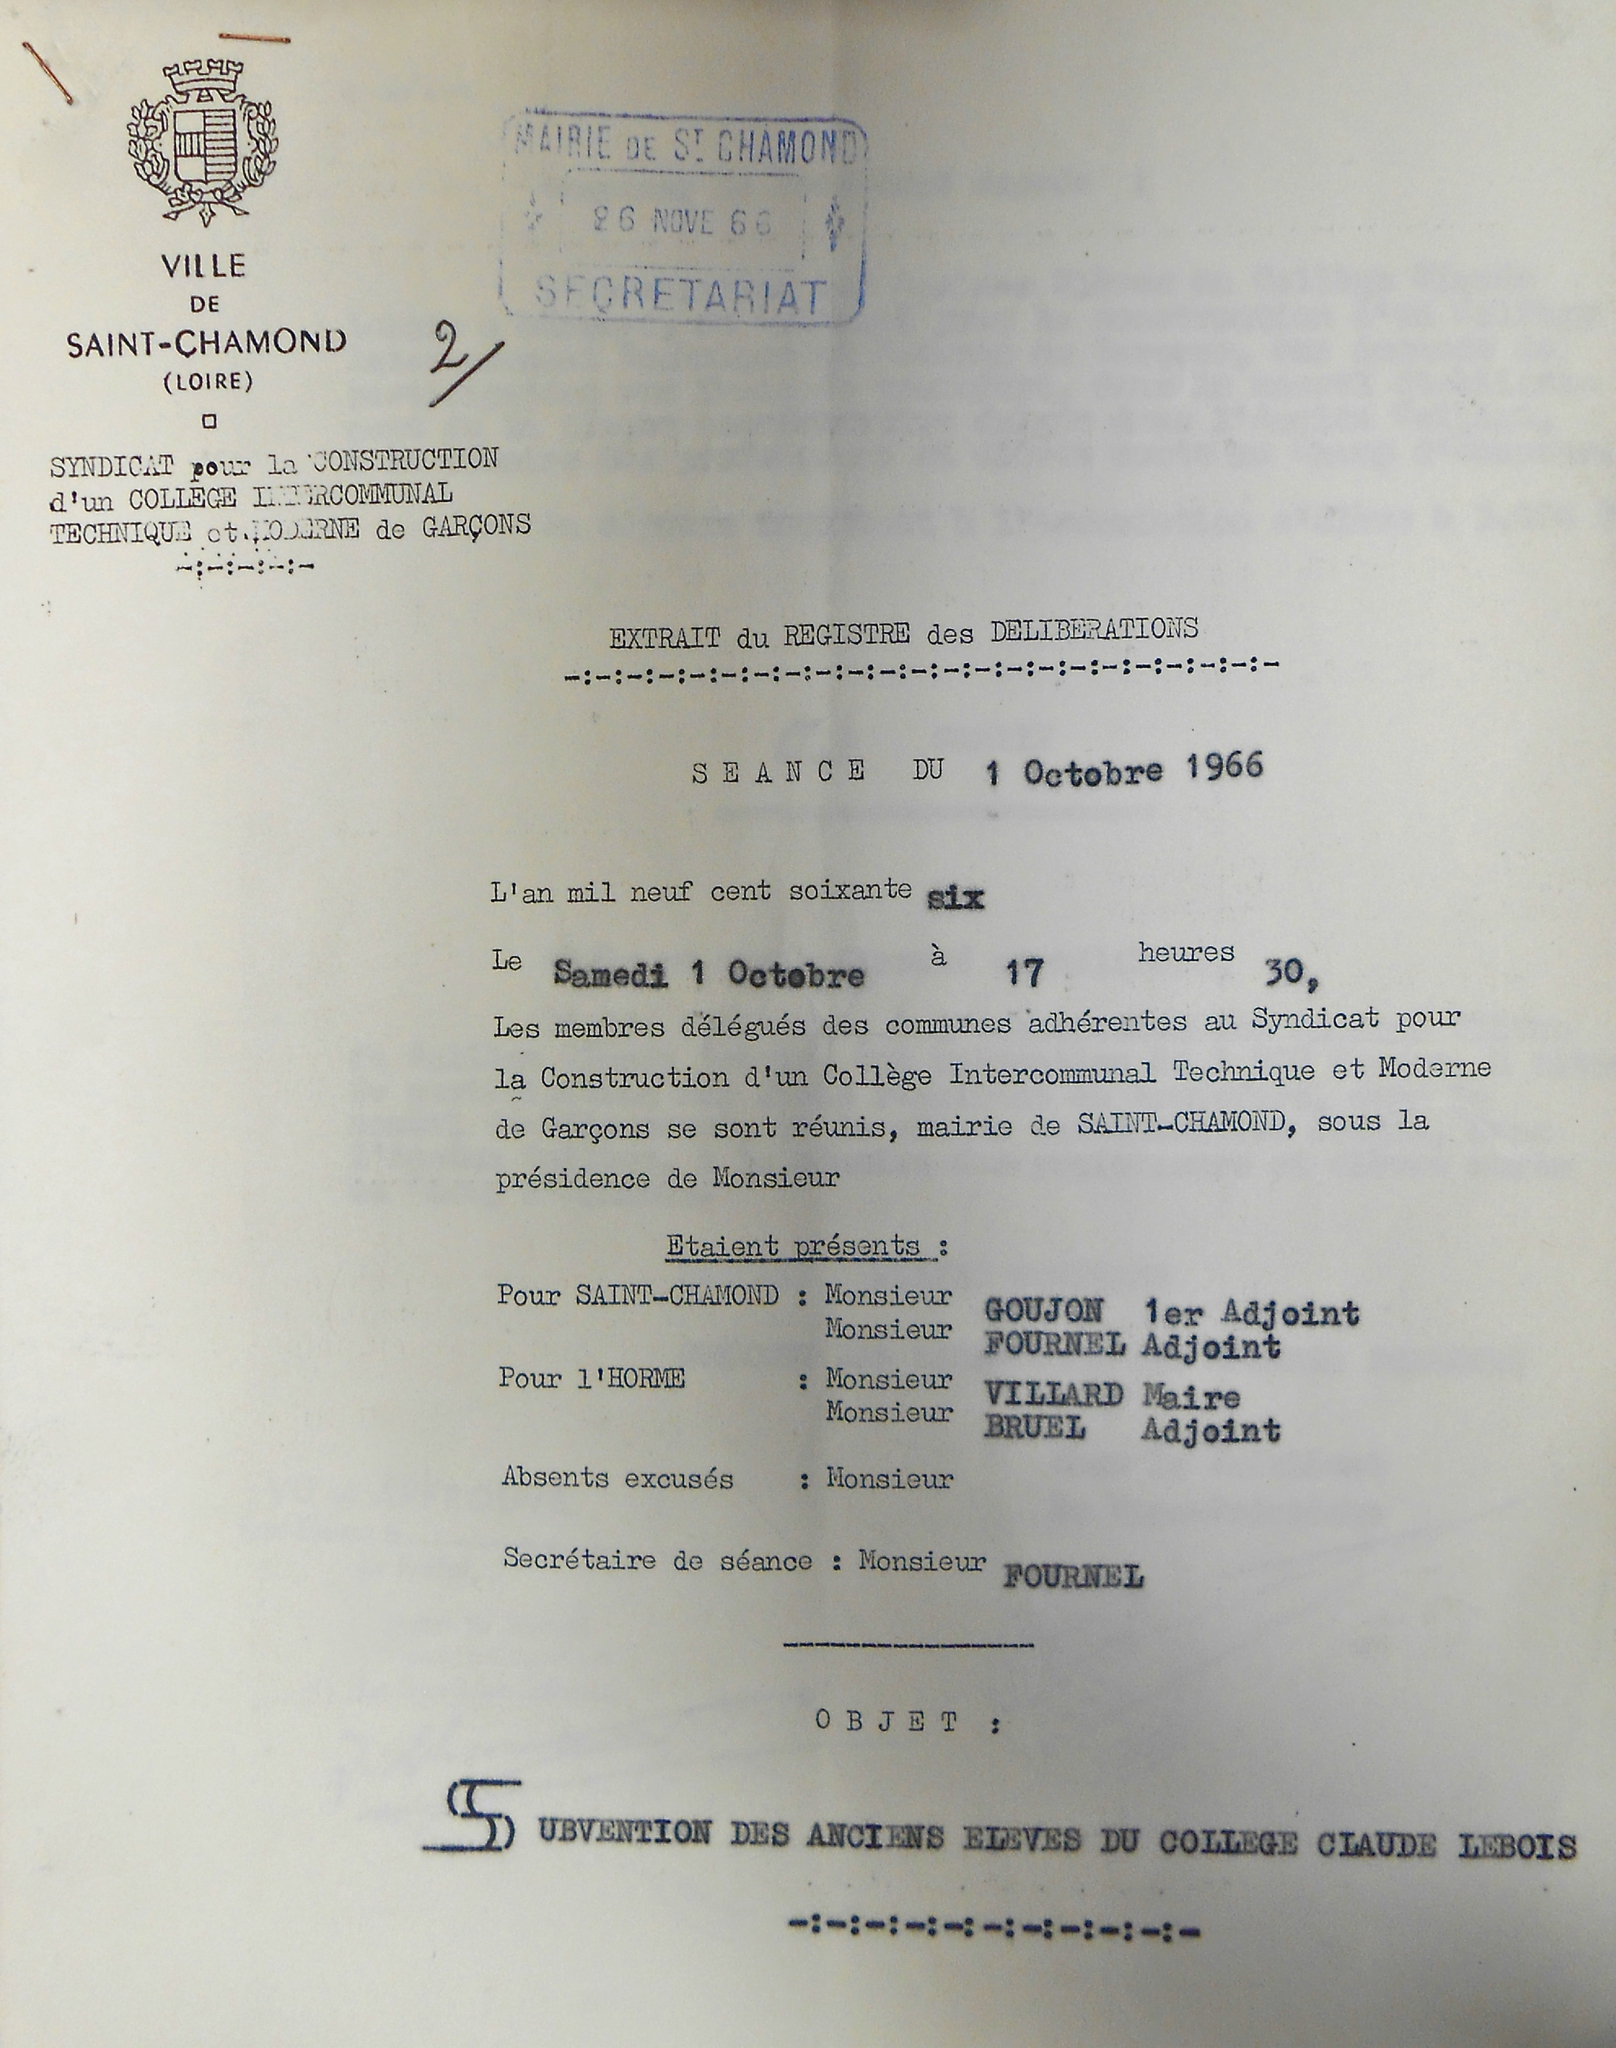 MAIRIE DE ST CHAMOND
26 NOVE 66
SECRETARIAT
VILLE
DE
SAINT-CHAMOND
(LOIRE)
2/
SYNDICAT pour la CONSTRUCTION
d'un COLLÈGE INTERCOMMUNAL
TECHNIQUE et MODERNE de GARÇONS
-:-:-:-:-
EXTRAIT du REGISTRE des DELIBERATIONS
-:-:-:-:-:-:-:-:-:-:-:-:-:-:-:-:-:-:-:-:-:-:-
SEANCE DU 1 Octobre 1966
L'an mil neuf cent soixante six
Le Samedi 1 Octobre à 17 heures 30,
Les membres délégués des communes adhérentes au Syndicat pour
la Construction d'un Collège Intercommunal Technique et Moderne
de Garçons se sont réunis, mairie de SAINT-CHAMOND, sous la
présidence de Monsieur
Etaient présents :
Pour SAINT-CHAMOND : Monsieur GOUJON 1er Adjoint
Monsieur FOURNEL Adjoint
Pour l'HORME : Monsieur VILLARD Maire
Monsieur BRUEL Adjoint
Absents excusés : Monsieur
Secrétaire de séance : Monsieur FOURNEL
OBJET :
SUBVENTION DES ANCIENS ELEVES DU COLLEGE CLAUDE LEBOIS
-:-:-:-:-:-:-:-:-:-:-